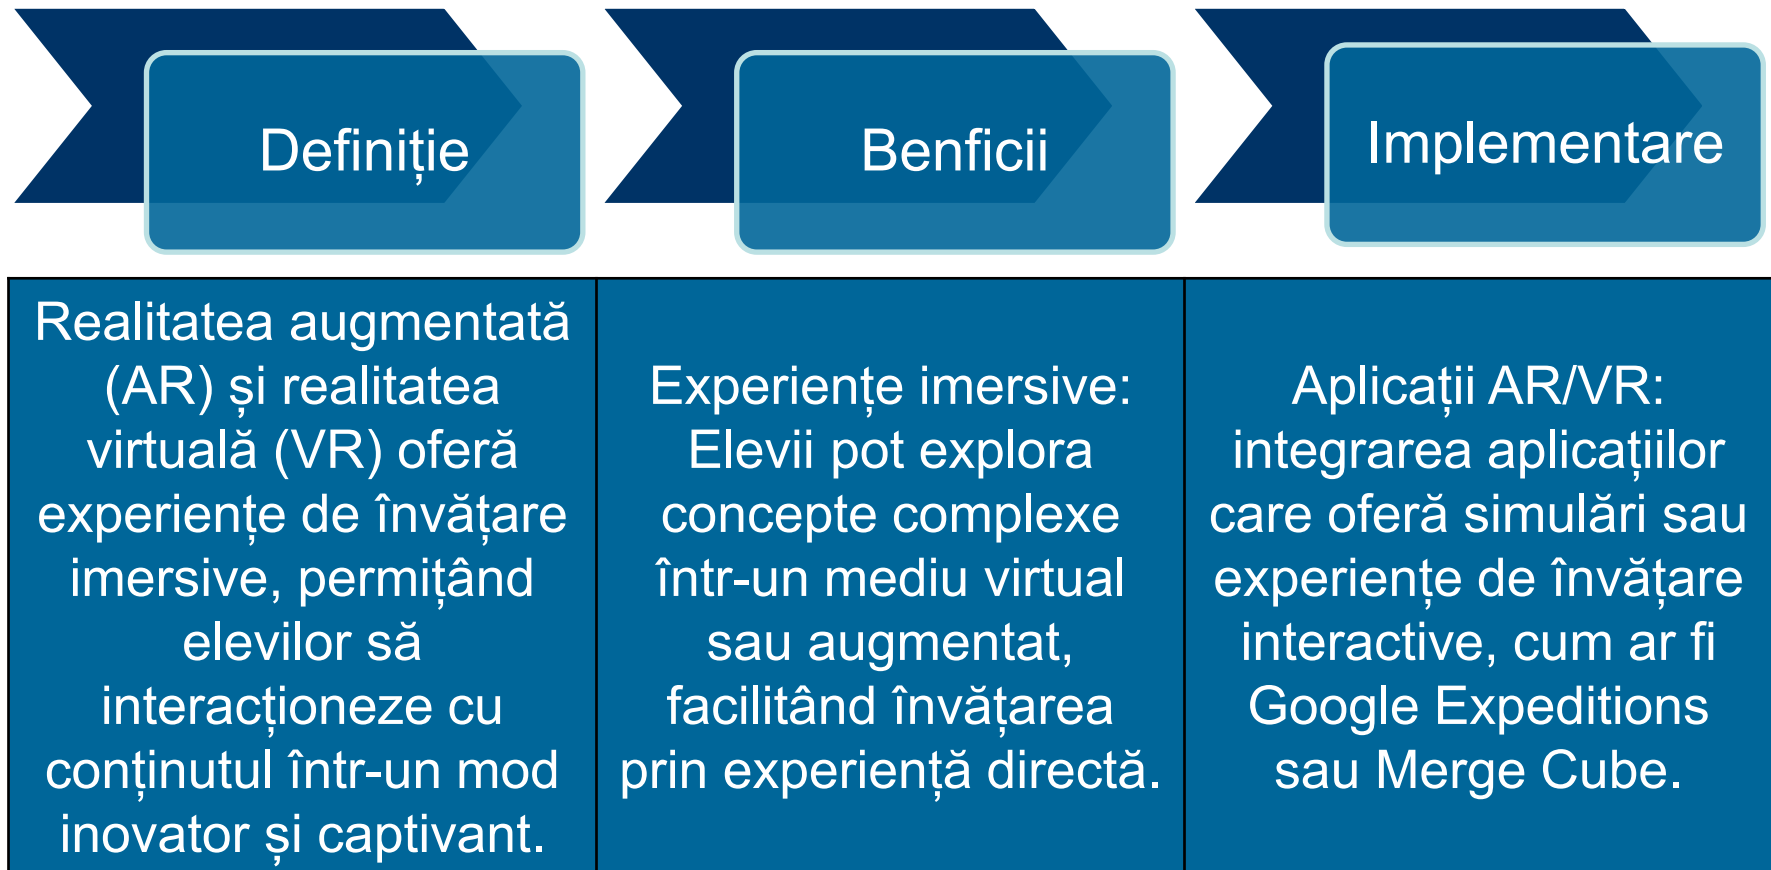 Definiție
Benficii
Implementare
Realitatea augmentată
(AR) și realitatea
virtuală (VR) oferă
experiențe de învățare
imersive, permițând
elevilor să
interacționeze cu
conținutul într-un mod
inovator și captivant.
Experiențe imersive:
Elevii pot explora
concepte complexe
într-un mediu virtual
sau augmentat,
facilitând învățarea
prin experiență directă.
Aplicații AR/VR:
integrarea aplicațiilor
care oferă simulări sau
experiențe de învățare
interactive, cum ar fi
Google Expeditions
sau Merge Cube.